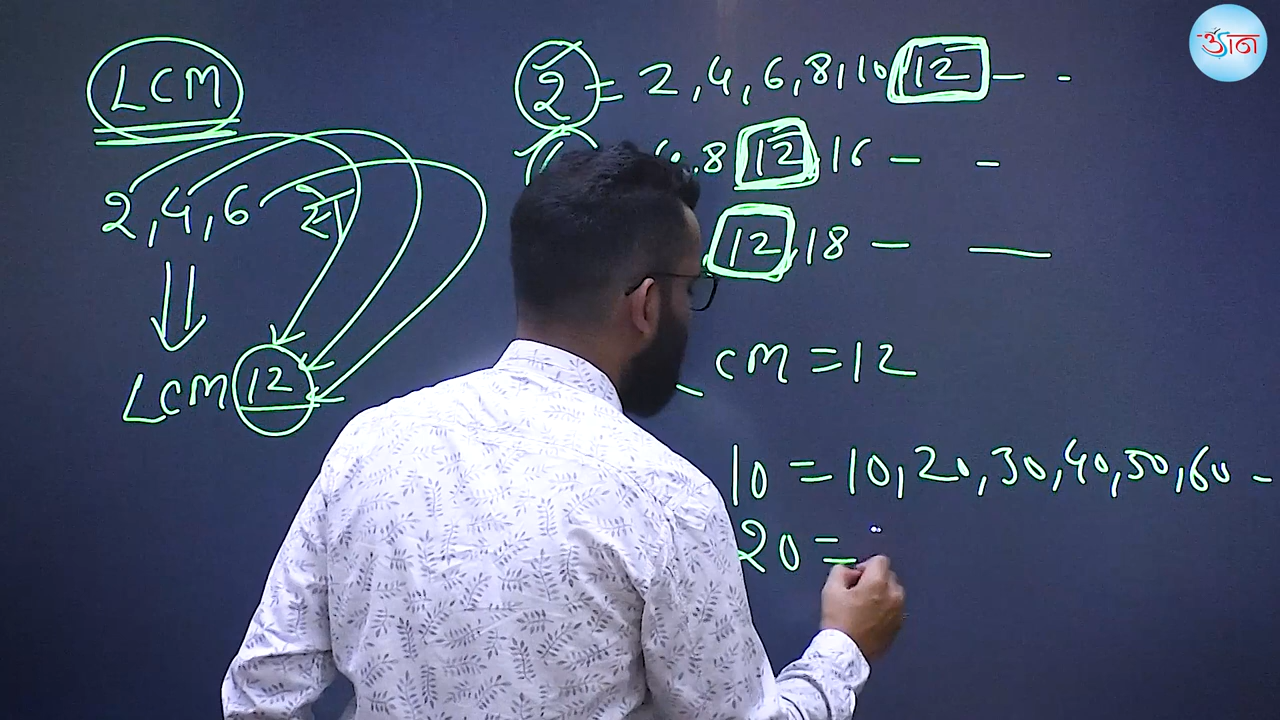 LCM
2, 4, 6 से
LCM 12
2 = 2, 4, 6, 8, 10, 12 — -
8 12, 16 — -
12, 18 — —
CM = 12
10 = 10, 20, 30, 40, 50, 60 -
20 =